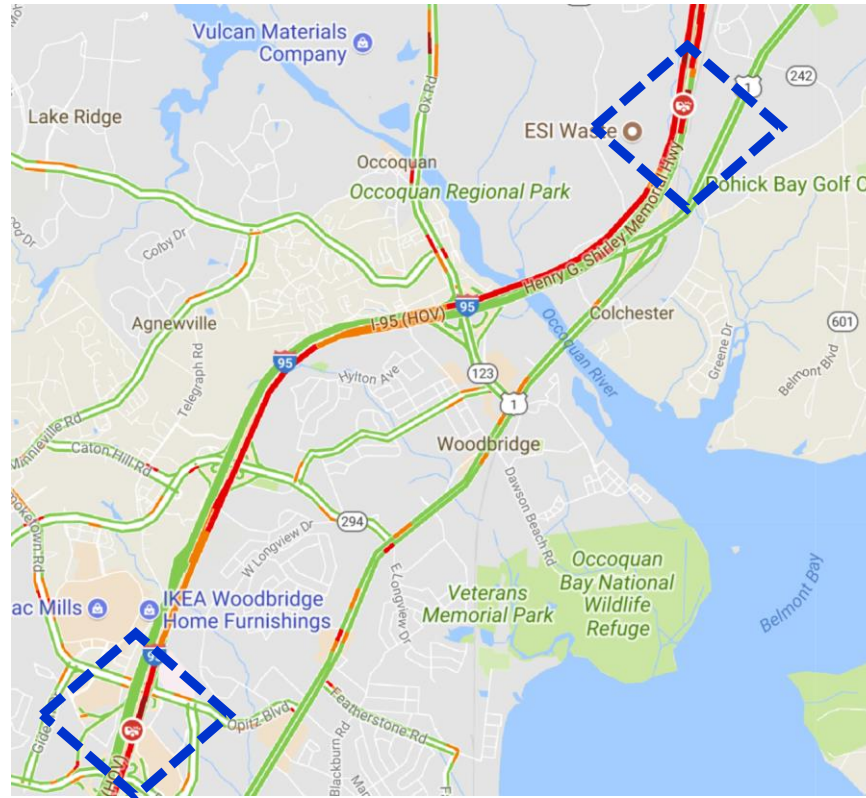 Vulcan Materials
Company
242
1
Lake Ridge
Ox Rd
ESI Waste
Occoquan
Occoquan Regional Park
Pohick Bay Golf C
Henry G. Shirley Memorial Hwy
Colby Dr
I-95 (HOV)
95
Colchester
601
Agnewville
Greene Dr
Belmont Blvd
95
Occoquan River
Telegraph Rd
Hylton Ave
123
1
Minnieville Rd
Woodbridge
Caton Hill Rd
Dawson Beach Rd
294
W Longview Dr
Occoquan
Bay National
Wildlife
Refuge
Belmont Bay
E Longview Dr
Veterans
Memorial Park
ac Mills
IKEA Woodbridge
Home Furnishings
Opitz Blvd
Featherstone Rd
Blackburn Rd
(HOV)